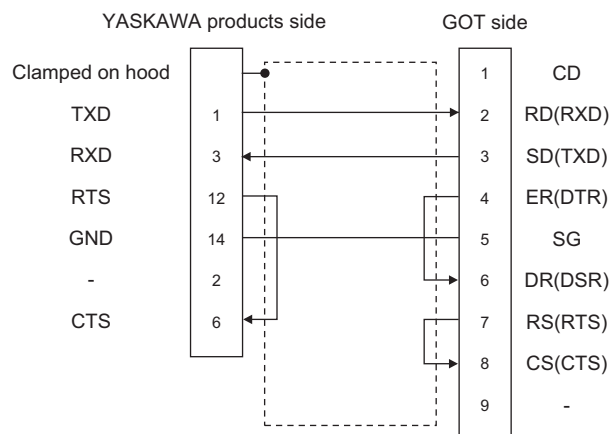 YASKAWA products side GOT side
Clamped on hood 1 CD
TXD 1 2 RD(RXD)
RXD 3 3 SD(TXD)
RTS 12 4 ER(DTR)
GND 14 5 SG
- 2 6 DR(DSR)
CTS 6 7 RS(RTS)
8 CS(CTS)
9 -